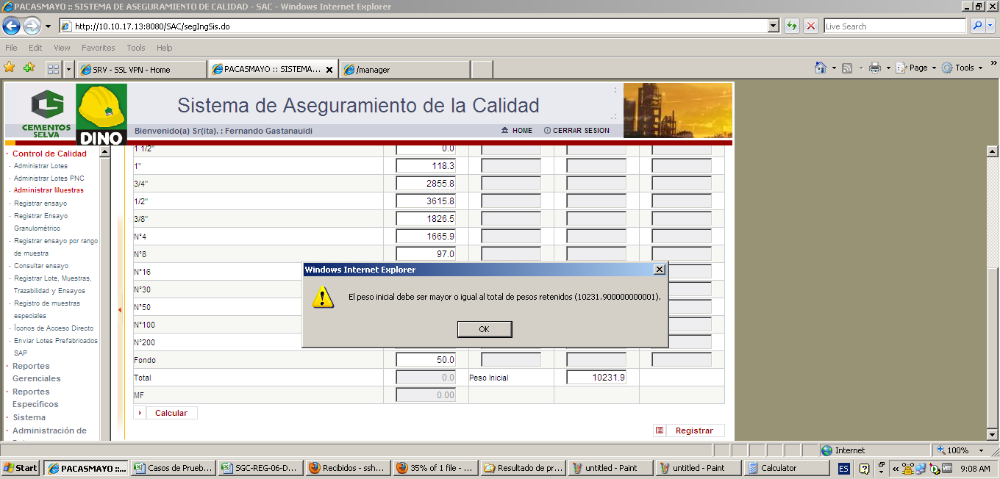 PACASMAYO :: SISTEMA DE ASEGURAMIENTO DE CALIDAD - SAC - Windows Internet Explorer
http://10.10.17.13:8080/SAC/segIngSis.do
Live Search
File Edit View Favorites Tools Help
SRV - SSL VPN - Home
PACASMAYO :: SISTEMA...
/manager
Page
Tools
CEMENTOS
SELVA
DINO
Sistema de Aseguramiento de la Calidad
Bienvenido(a) Sr(ita). : Fernando Gastanauidi
HOME
CERRAR SESION
Control de Calidad
Administrar Lotes
Administrar Lotes PNC
Administrar Muestras
Registrar ensayo
Registrar Ensayo
Granulométrico
Registrar ensayo por rango
de muestra
Consultar ensayo
Registrar Lote, Muestras,
Trazabilidad y Ensayos
Registro de muestras
especiales
Íconos de Acceso Directo
Enviar Lotes Prefabricados
SAP
Reportes
Gerenciales
Reportes
Específicos
Sistema
Administración de
1 1/2" 0.0
1" 118.3
3/4" 2855.8
1/2" 3615.8
3/8" 1826.5
N°4 1665.9
N°8 97.0
N°16
N°30
N°50
N°100
N°200
Fondo 50.0
Total 0.0 Peso Inicial 10231.9
MF 0.00
Calcular
Registrar
Windows Internet Explorer
El peso inicial debe ser mayor o igual al total de pesos retenidos (10231.900000000001).
OK
Internet
100%
Start
PACASMAYO ::...
Casos de Prueb...
SGC-REG-06-D...
Recibidos - ssh...
35% of 1 file - ...
Resultado de pr...
untitled - Paint
untitled - Paint
Calculator
ES
9:08 AM